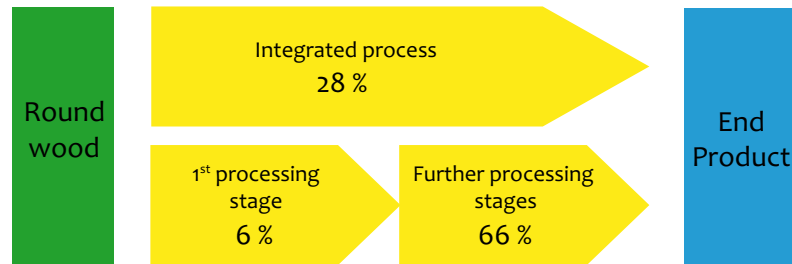 Round
wood
Integrated process
28 %
1st processing
stage
6 %
Further processing
stages
66 %
End
Product